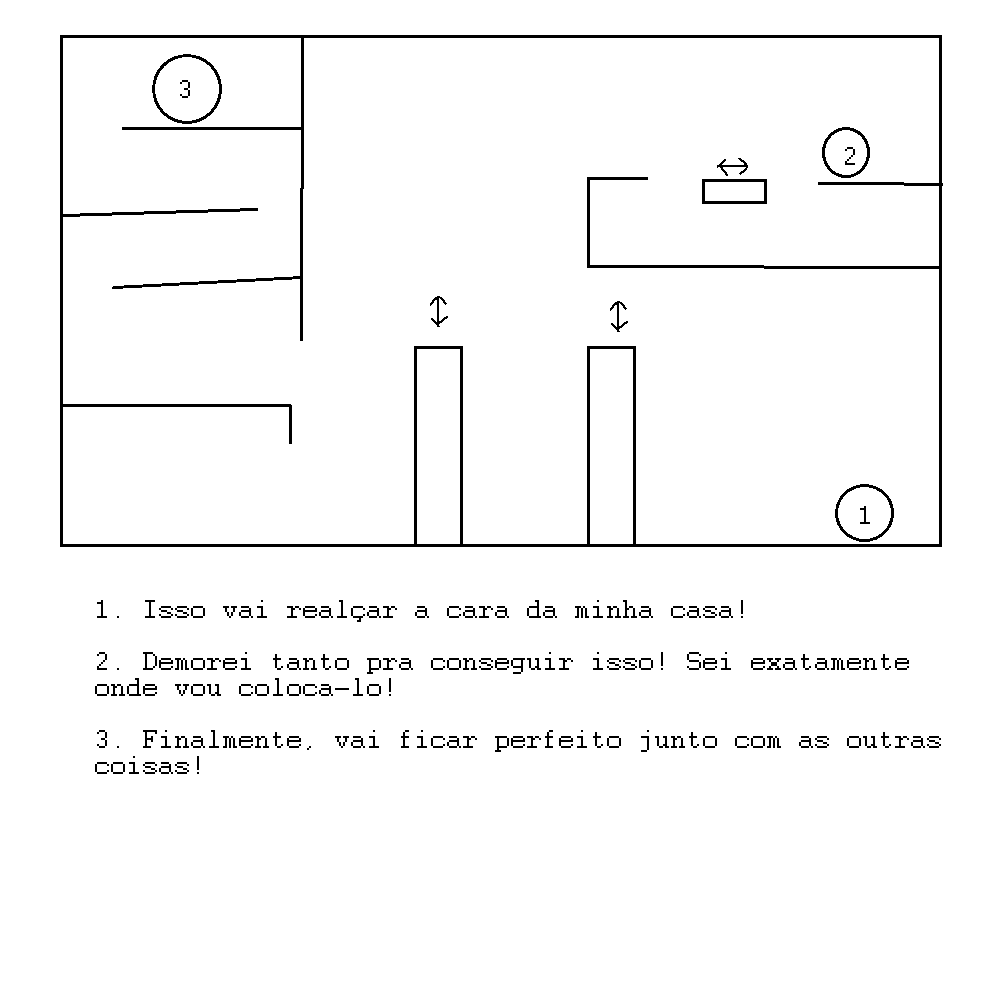 3
2
1
1. Isso vai realçar a cara da minha casa!
2. Demorei tanto pra conseguir isso! Sei exatamente
onde vou coloca-lo!
3. Finalmente, vai ficar perfeito junto com as outras
coisas!